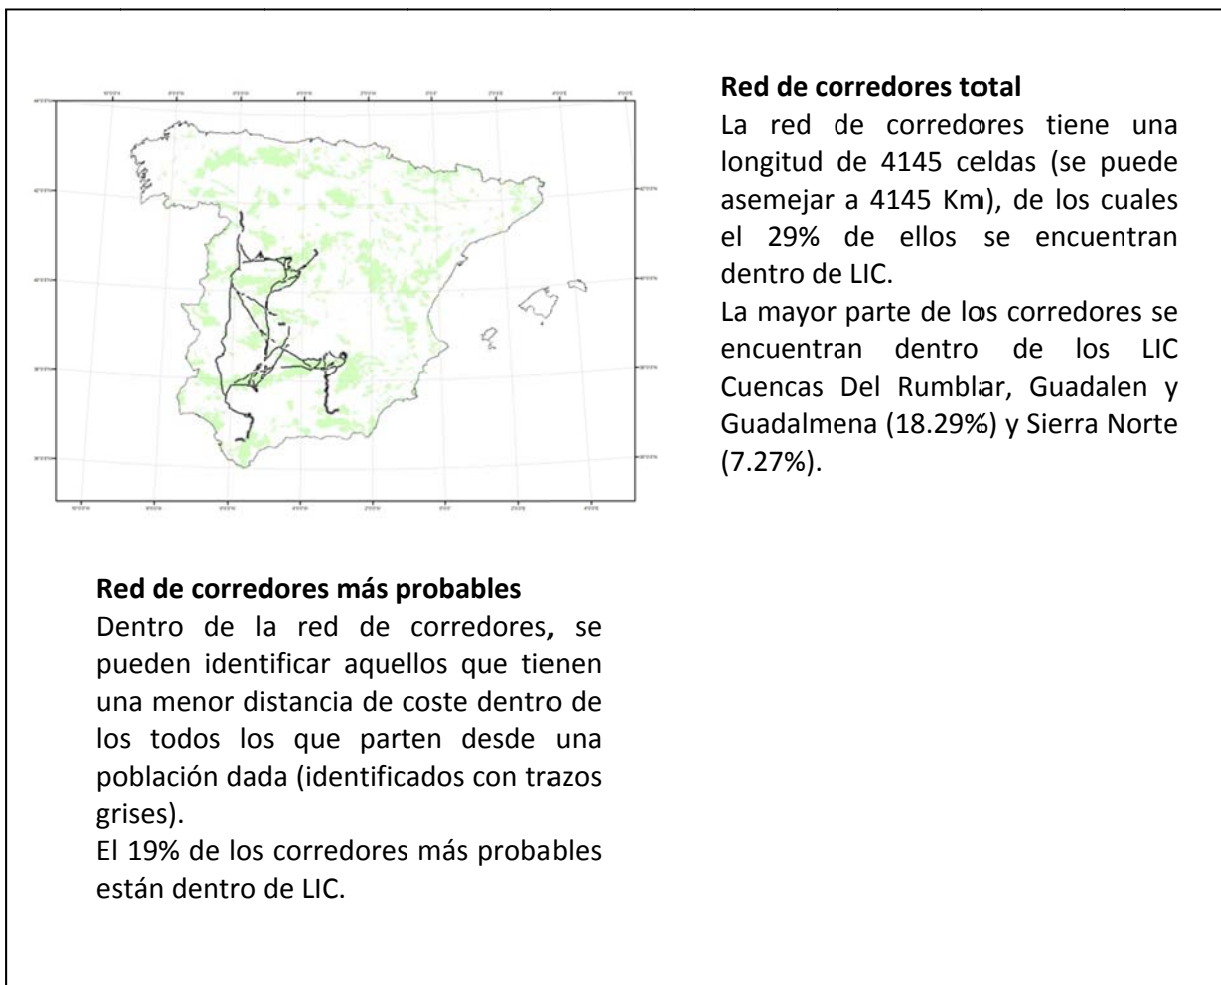 Red de corredores total
La red de corredores tiene una
longitud de 4145 celdas (se puede
asemejar a 4145 Km), de los cuales
el 29% de ellos se encuentran
dentro de LIC.
La mayor parte de los corredores se
encuentran dentro de los LIC
Cuencas Del Rumblar, Guadalen y
Guadalmena (18.29%) y Sierra Norte
(7.27%).
Red de corredores más probables
Dentro de la red de corredores, se
pueden identificar aquellos que tienen
una menor distancia de coste dentro de
los todos los que parten desde una
población dada (identificados con trazos
grises).
El 19% de los corredores más probables
están dentro de LIC.